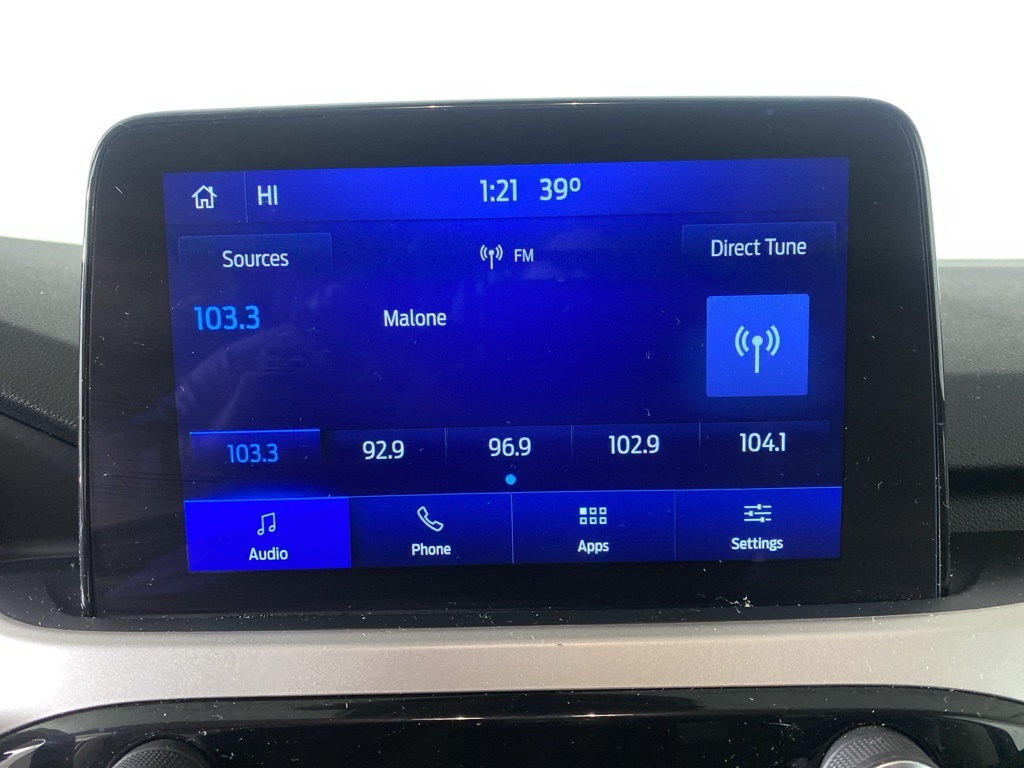 HI 1:21 39°
Sources FM Direct Tune
103.3 Malone
103.3 92.9 96.9 102.9 104.1
Audio Phone Apps Settings